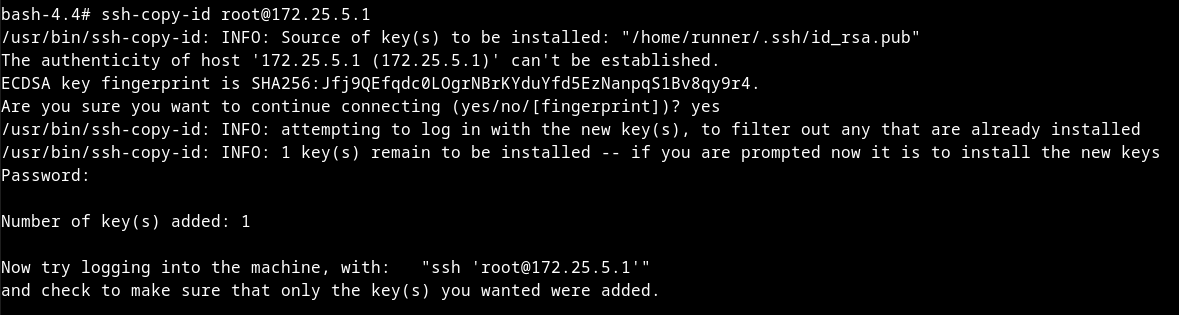 bash-4.4# ssh-copy-id root@172.25.5.1
/usr/bin/ssh-copy-id: INFO: Source of key(s) to be installed: "/home/runner/.ssh/id_rsa.pub"
The authenticity of host '172.25.5.1 (172.25.5.1)' can't be established.
ECDSA key fingerprint is SHA256:Jfj9QEfqdc0LOgrNBrKYduYfd5EzNanpqS1Bv8qy9r4.
Are you sure you want to continue connecting (yes/no/[fingerprint])? yes
/usr/bin/ssh-copy-id: INFO: attempting to log in with the new key(s), to filter out any that are already installed
/usr/bin/ssh-copy-id: INFO: 1 key(s) remain to be installed -- if you are prompted now it is to install the new keys
Password:
Number of key(s) added: 1
Now try logging into the machine, with:   "ssh 'root@172.25.5.1'"
and check to make sure that only the key(s) you wanted were added.